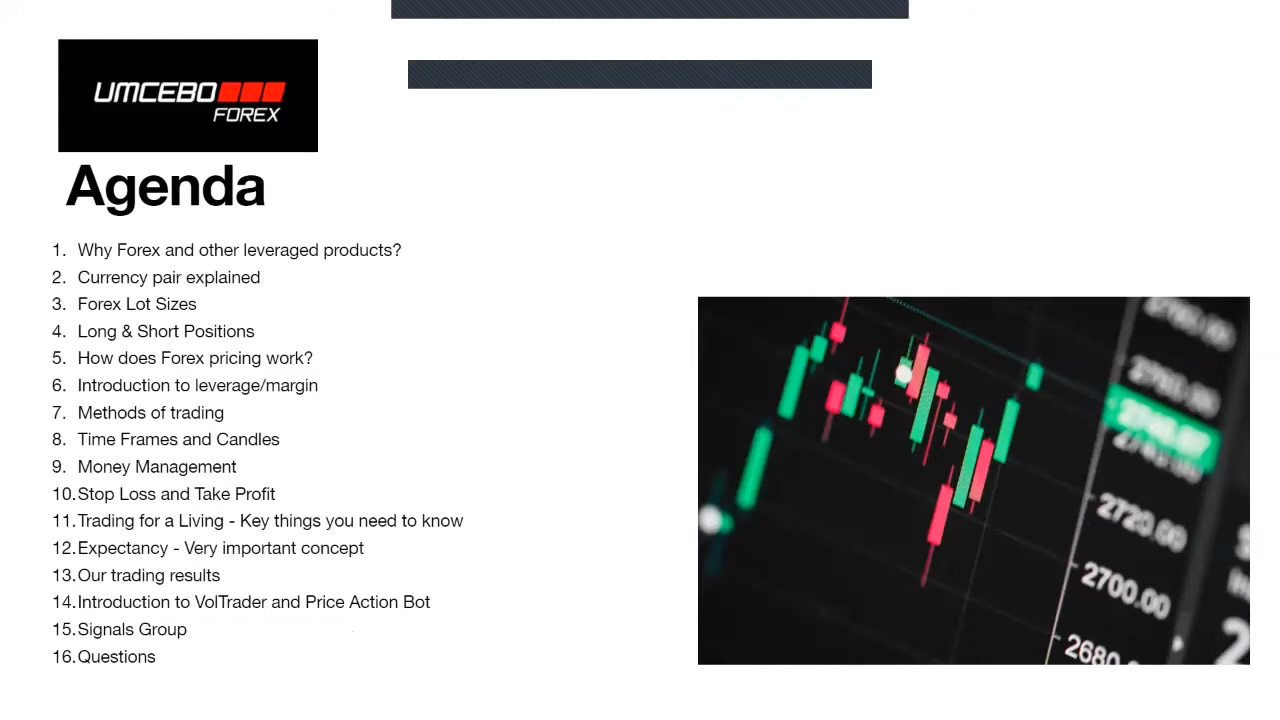 UMCEBO
FOREX
Agenda
1. Why Forex and other leveraged products?
2. Currency pair explained
3. Forex Lot Sizes
4. Long & Short Positions
5. How does Forex pricing work?
6. Introduction to leverage/margin
7. Methods of trading
8. Time Frames and Candles
9. Money Management
10. Stop Loss and Take Profit
11. Trading for a Living - Key things you need to know
12. Expectancy - Very important concept
13. Our trading results
14. Introduction to VolTrader and Price Action Bot
15. Signals Group
16. Questions
2720.00
2700.00